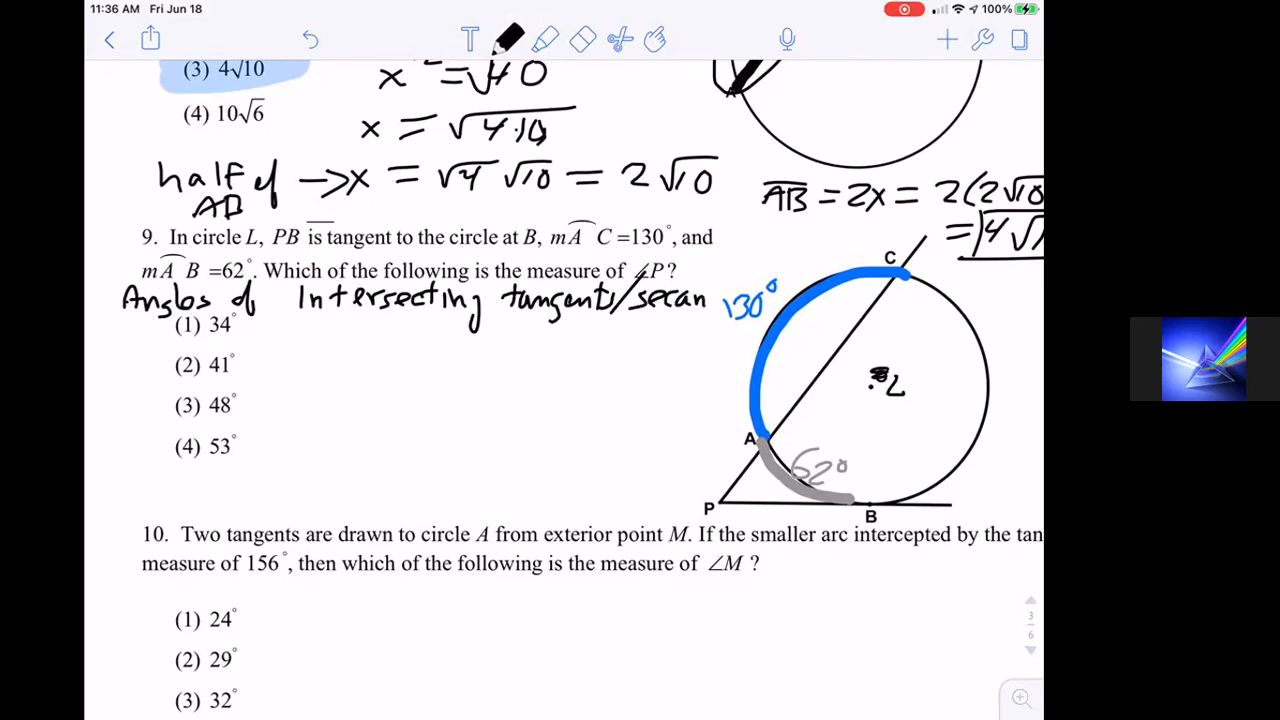 11:36 AM Fri Jun 18
100%
T
(3) 4√10
x² = √40
(4) 10√6
x = √4·10
half of → x = √4 √10 = 2√10
AB
AB = 2x = 2(2√10
= 4√1
9. In circle L, PB is tangent to the circle at B, mA C =130°, and
mA B =62°. Which of the following is the measure of ∠P?
Angles of Intersecting tangents/secan
(1) 34°
(2) 41°
(3) 48°
(4) 53°
A
C
130°
L
A
62°
P
B
10. Two tangents are drawn to circle A from exterior point M. If the smaller arc intercepted by the tan
measure of 156°, then which of the following is the measure of ∠M ?
(1) 24°
(2) 29°
(3) 32°
3
6